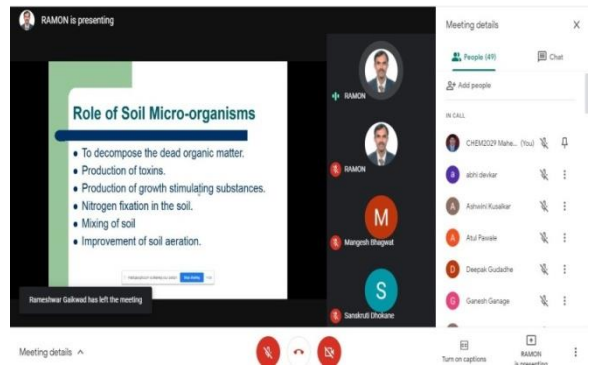 RAMON is presenting
Role of Soil Micro-organisms
• To decompose the dead organic matter.
• Production of toxins.
• Production of growth stimulating substances.
• Nitrogen fixation in the soil.
• Mixing of soil
• Improvement of soil aeration.
Rameshwar Gaikwad has left the meeting
RAMON
RAMON
M
Mangesh Bhagwat
S
Sanskruti Dhokane
Meeting details
X
People (49)
Chat
Add people
IN CALL
CHEM2029 Mahe... (You)
a
abhi devkar
A
Ashwini Kusalkar
A
Atul Pawale
D
Deepak Gudadhe
G
Ganesh Ganage
Meeting details
Turn on captions
RAMON
is presenting